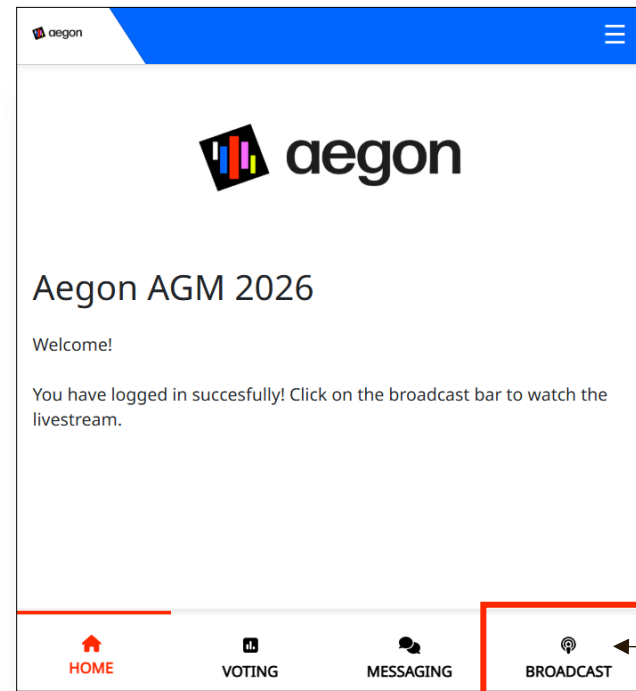 aegon
aegon
Aegon AGM 2026
Welcome!
You have logged in succesfully! Click on the broadcast bar to watch the
livestream.
HOME
VOTING
MESSAGING
BROADCAST